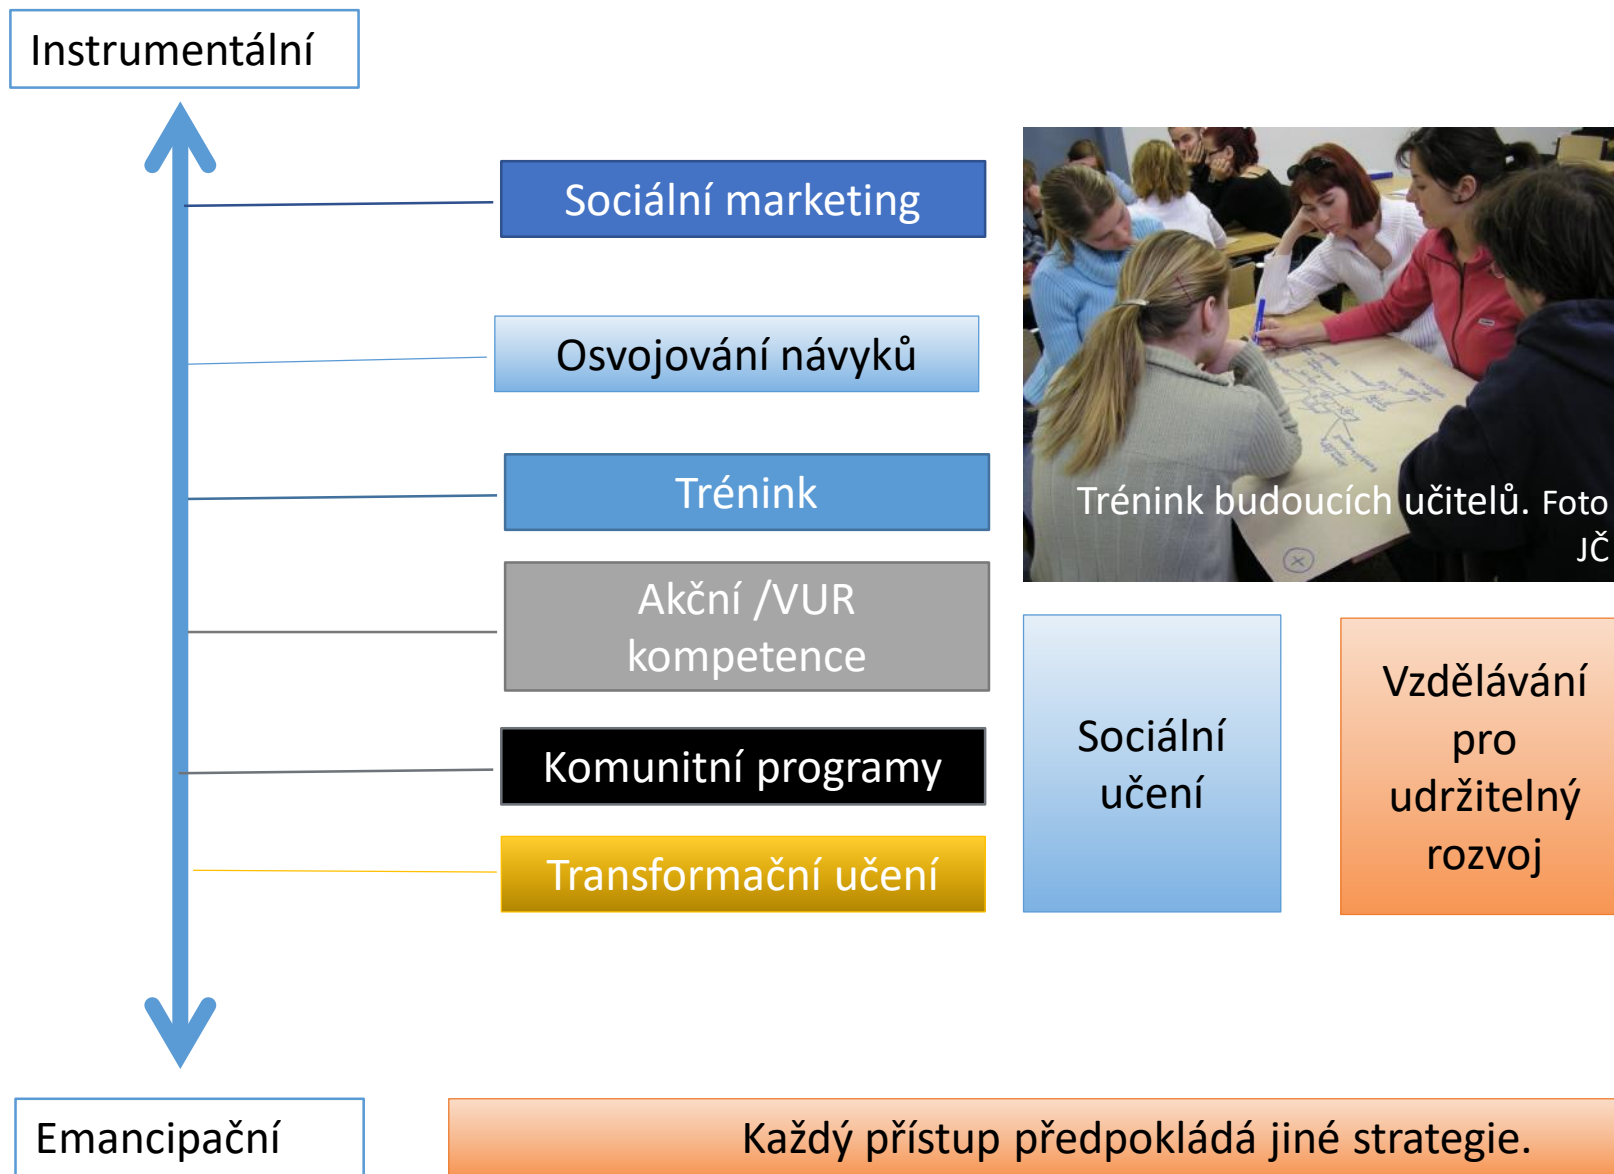 Instrumentální
Sociální marketing
Osvojování návyků
Trénink
Akční /VUR
kompetence
Komunitní programy
Transformační učení
Trénink budoucích učitelů. Foto
JČ
Sociální
učení
Vzdělávání
pro
udržitelný
rozvoj
Emancipační
Každý přístup předpokládá jiné strategie.